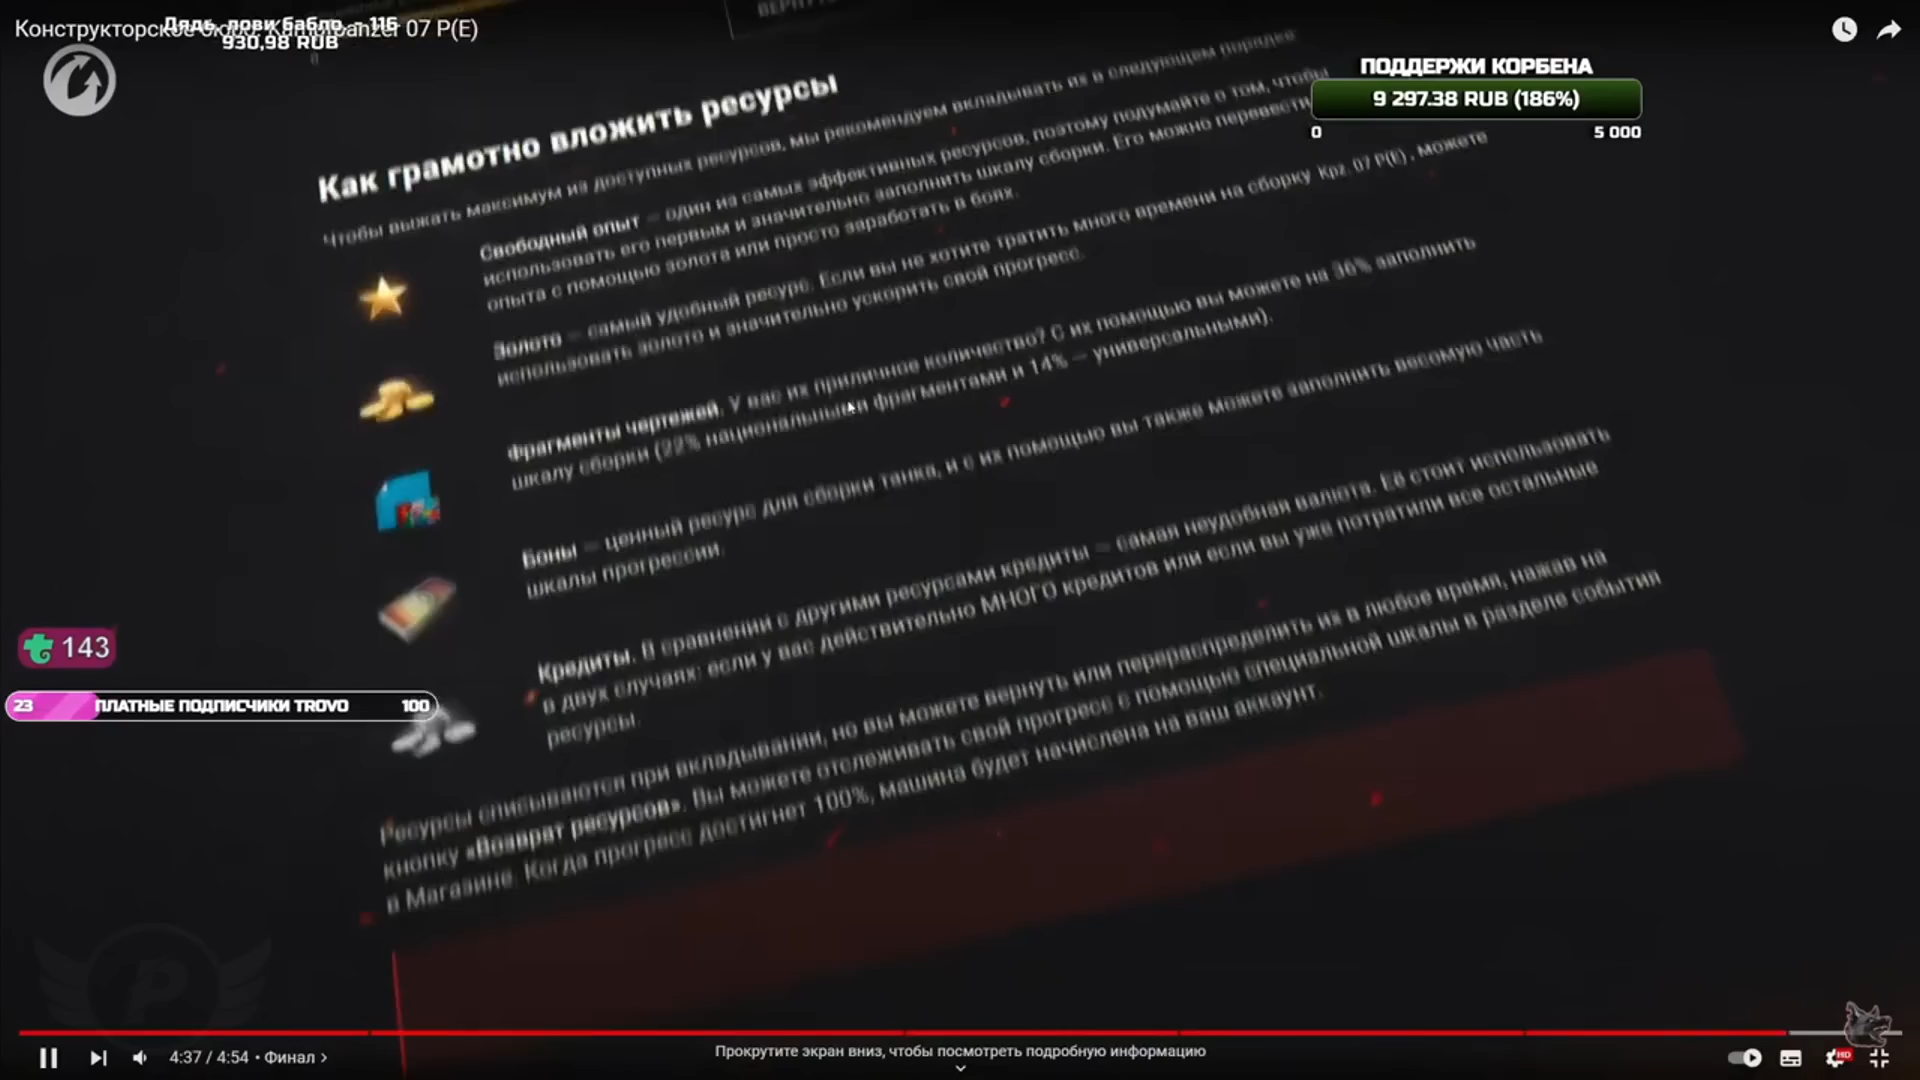 Конструкторское бюро: Kampfpanzer 07 P(E)
Дядь, лови бабло - 116
930,98 RUB
0
ПОДДЕРЖИ КОРБЕНА
9 297.38 RUB (186%)
0 5 000
Как грамотно вложить ресурсы
Чтобы выжать максимум из доступных ресурсов, мы рекомендуем вкладывать их в следующем порядке
Свободный опыт — один из самых эффективных ресурсов, поэтому подумайте о том, чтобы
использовать его первым и значительно заполнить шкалу сборки. Его можно перевести
опыта с помощью золота или просто заработать в боях.
Золото — самый удобный ресурс. Если вы не хотите тратить много времени на сборку Kpz. 07 P(E), можете
использовать золото и значительно ускорить свой прогресс.
Фрагменты чертежей. У вас их приличное количество? С их помощью вы можете на 36% заполнить
шкалу сборки (22% национальными фрагментами и 14% — универсальными).
Боны — ценный ресурс для сборки танка, и с их помощью вы также можете заполнить весомую часть
шкалы прогрессии.
Кредиты. В сравнении с другими ресурсами кредиты — самая неудобная валюта. Её стоит использовать
в двух случаях: если у вас действительно МНОГО кредитов или если вы уже потратили все остальные
ресурсы.
Ресурсы списываются при вкладывании, но вы можете вернуть или перераспределить их в любое время, нажав на
кнопку «Возврат ресурсов». Вы можете отслеживать свой прогресс с помощью специальной шкалы в разделе события
в Магазине. Когда прогресс достигнет 100%, машина будет начислена на ваш аккаунт.
143
23 ПЛАТНЫЕ ПОДПИСЧИКИ TROVO 100
P
4:37 / 4:54 • Финал >
Прокрутите экран вниз, чтобы посмотреть подробную информацию
HD